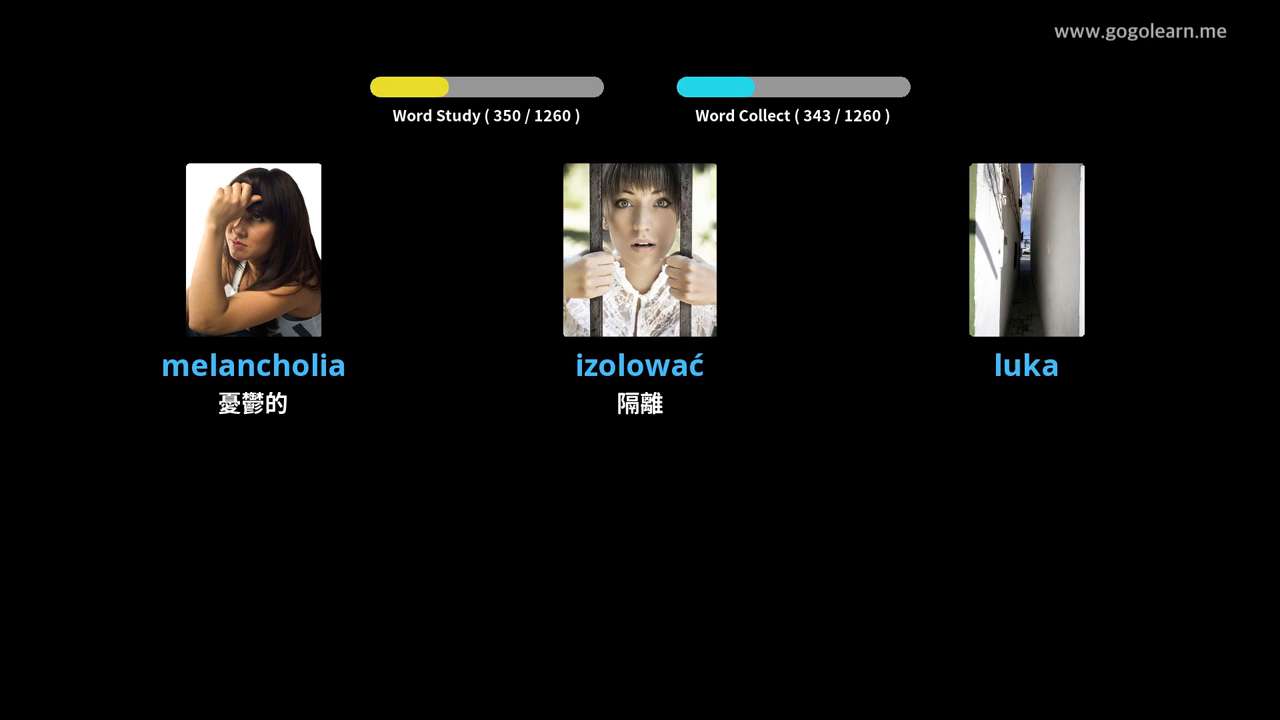 www.gogolearn.me
Word Study ( 350 / 1260 )
Word Collect ( 343 / 1260 )
melancholia
憂鬱的
izolować
隔離
luka